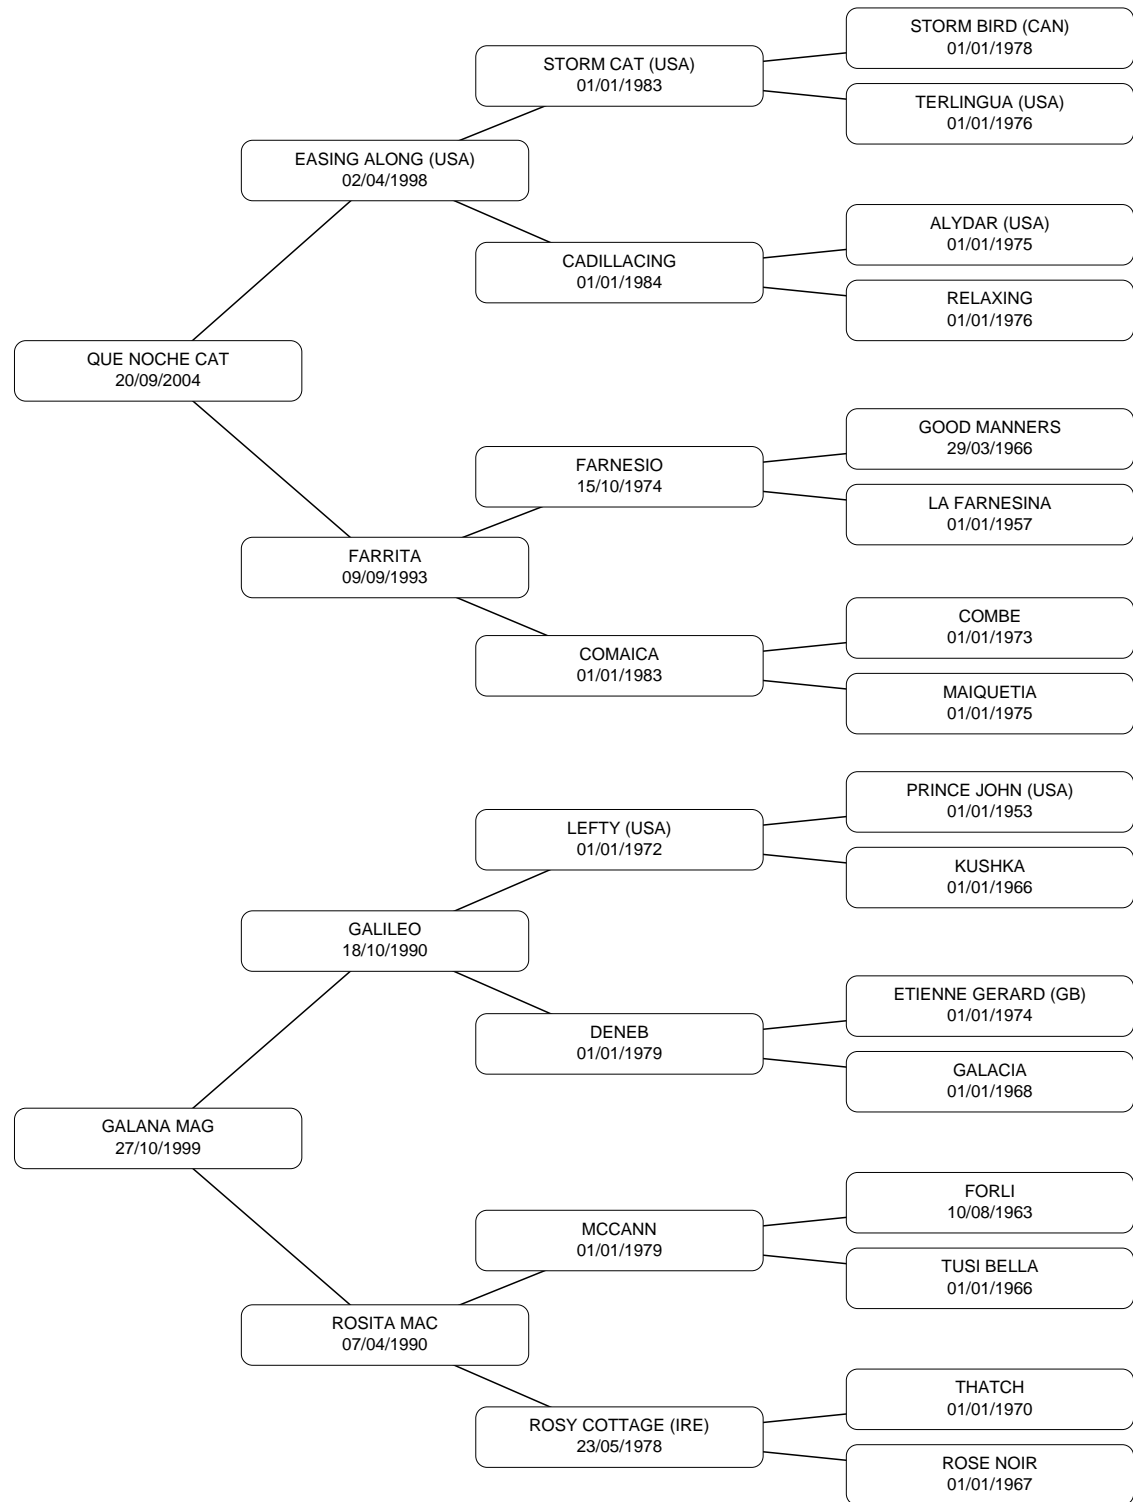 STORM BIRD (CAN)
01/01/1978
STORM CAT (USA)
01/01/1983
TERLINGUA (USA)
01/01/1976
EASING ALONG (USA)
02/04/1998
ALYDAR (USA)
01/01/1975
CADILLACING
01/01/1984
RELAXING
01/01/1976
QUE NOCHE CAT
20/09/2004
GOOD MANNERS
29/03/1966
FARNESIO
15/10/1974
LA FARNESINA
01/01/1957
FARRITA
09/09/1993
COMBE
01/01/1973
COMAICA
01/01/1983
MAIQUETIA
01/01/1975
PRINCE JOHN (USA)
01/01/1953
LEFTY (USA)
01/01/1972
KUSHKA
01/01/1966
GALILEO
18/10/1990
ETIENNE GERARD (GB)
01/01/1974
DENEB
01/01/1979
GALACIA
01/01/1968
GALANA MAG
27/10/1999
FORLI
10/08/1963
MCCANN
01/01/1979
TUSI BELLA
01/01/1966
ROSITA MAC
07/04/1990
THATCH
01/01/1970
ROSY COTTAGE (IRE)
23/05/1978
ROSE NOIR
01/01/1967